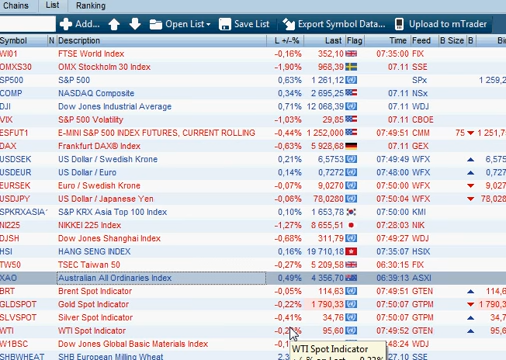 Chains List Ranking
Add... Open List Save List Export Symbol Data... Upload to mTrader
Symbol N Description L +/-% Last Flag Time Feed B Size B Bi
WI01 FTSE World Index -0,16% 352,10 07:35:00 FIX
OMXS30 OMX Stockholm 30 Index -1,90% 968,39 07.11 SSE
SP500 S&P 500 0,63% 1 261,12 SPx 1 259,2
COMP NASDAQ Composite 0,34% 2 695,25 07.11 NSx
DJI Dow Jones Industrial Average 0,71% 12 068,39 07.11 WDJ
VIX S&P 500 Volatility -1,03% 29,85 07.11 CBOE
ESFUT1 E-MINI S&P 500 INDEX FUTURES, CURRENT ROLLING -0,44% 1 252,000 07:49:51 CMM 75 1 251,7
DAX Frankfurt DAX® Index -0,63% 5 928,68 07.11 GEX
USDSEK US Dollar / Swedish Krone 0,21% 6,5753 07:49:49 WFX 6,575
USDEUR US Dollar / Euro 0,14% 0,7272 07:48:00 WFX 0,727
EURSEK Euro / Swedish Krone -0,07% 9,0270 07:50:00 WFX 9,027
USDJPY US Dollar / Japanese Yen -0,06% 78,0280 07:50:00 WFX 78,028
SPKRXASIA S&P KRX Asia Top 100 Index 0,10% 1 653,78 07:50:00 KMI
NI225 NIKKEI 225 Index -1,27% 8 655,51 07:28:03 NIK
DJSH Dow Jones Shanghai Index -0,68% 311,79 07:49:27 WDJ
HSI HANG SENG INDEX 0,16% 19 710,18 07:35:07 HSIX
TW50 TSEC Taiwan 50 -0,27% 5 209,58 06:30:15 FIX
XAO Australian All Ordinaries Index 0,49% 4 356,70 06:39:13 ASXI
BRT Brent Spot Indicator -0,05% 114,6 07:49:51 GTEN 114,6
GLDSPOT Gold Spot Indicator -0,22% 1 790,33 07:50:07 GTPM 1 790,3
SLVSPOT Silver Spot Indicator -0,41% 34,76 07:50:07 GTPM 34,7
WTI WTI Spot Indicator 95,60 07:49:52 GTEN 95,6
W1BSC Dow Jones Global Basic Materials Index 48:24 WDJ
SHBWHEAT SHB European Milling Wheat
WTI Spot Indicator